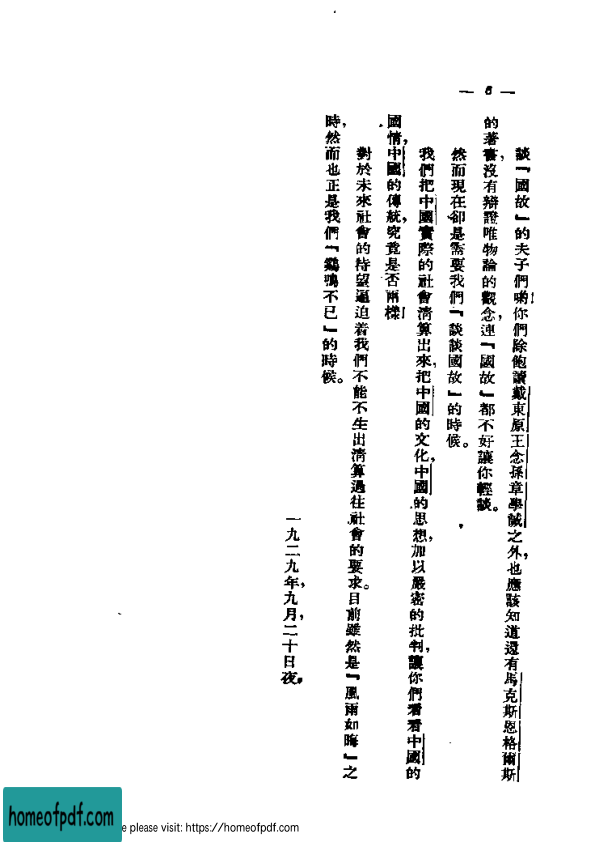 — 6 —
談『國故』的夫子們喲！你們除飽讀戴東原王念孫章學誠之外，也應該知道還有馬克斯恩格爾斯
的著書，沒有辯證唯物論的觀念，連『國故』都不好讓你輕談。
然而現在卻是需要我們『談談國故』的時候。
我們把中國實際的社會清算出來，把中國的文化，中國的思想，加以嚴密的批判，讓你們看看中國的
國情，中國的傳統，究竟是否兩樣！
對於未來社會的待望逼迫着我們不能不生出清算過往社會的要求。目前雖然是『風雨如晦』之
時，然而也正是我們『鷄鳴不已』的時候。
一九二九年，九月，二十日夜，
homeofpdf.com
e please visit: https://homeofpdf.com